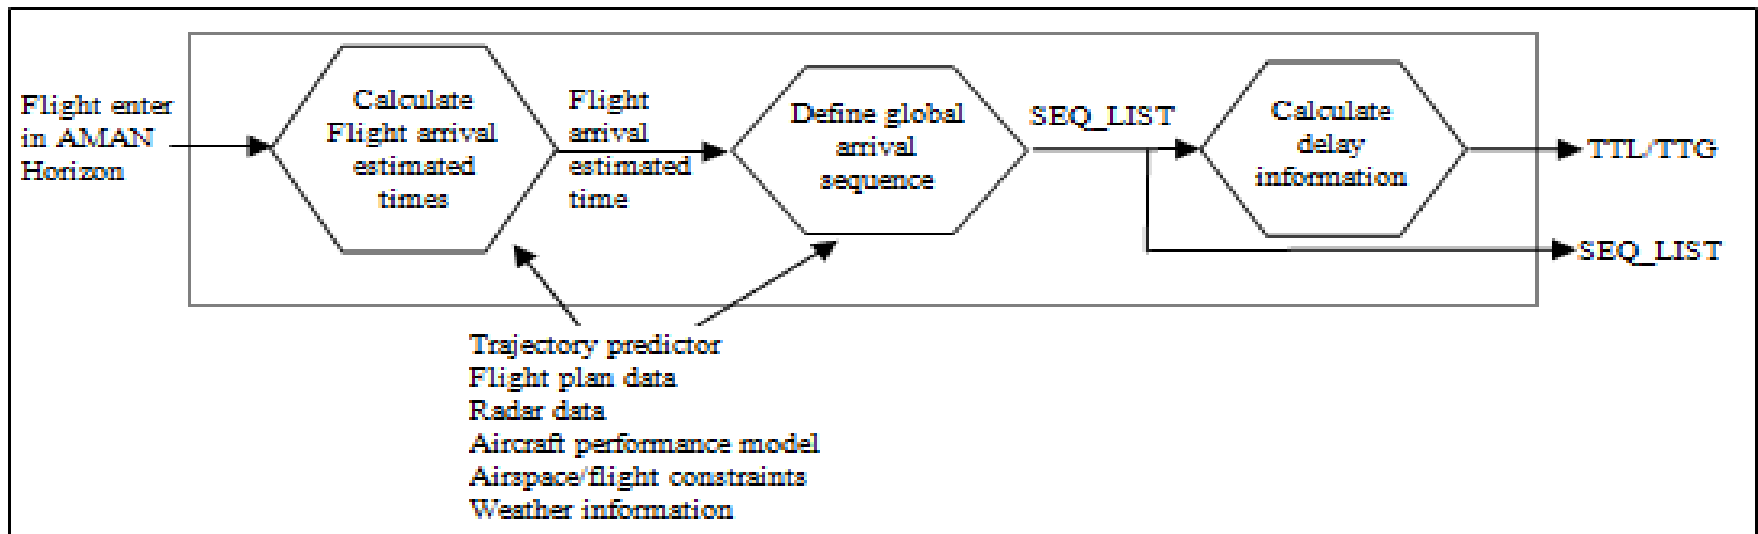 Flight enter
in AMAN
Horizon
Calculate
Flight arrival
estimated
times
Flight
arrival
estimated
time
Define global
arrival
sequence
SEQ_LIST
Calculate
delay
information
TTL/TTG
SEQ_LIST
Trajectory predictor
Flight plan data
Radar data
Aircraft performance model
Airspace/flight constraints
Weather information